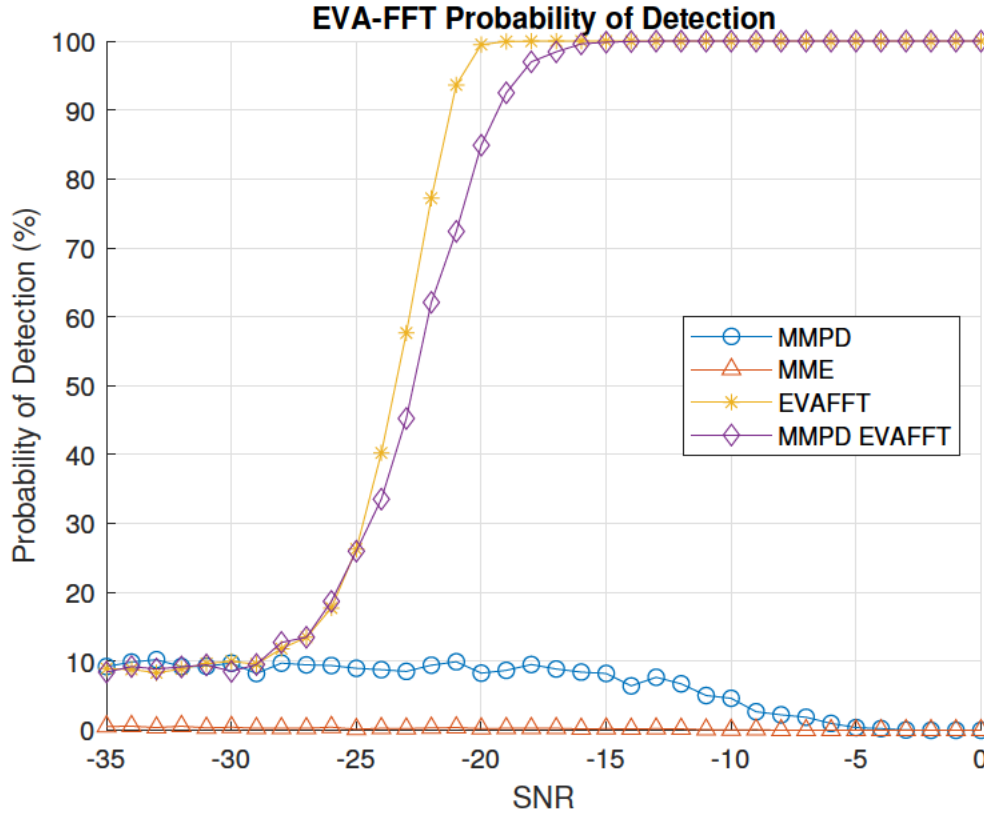 EVA-FFT Probability of Detection
Probability of Detection (%)
100
90
80
70
60
50
40
30
20
10
0
MMPD
MME
EVAFFT
MMPD EVAFFT
-35 -30 -25 -20 -15 -10 -5 0
SNR